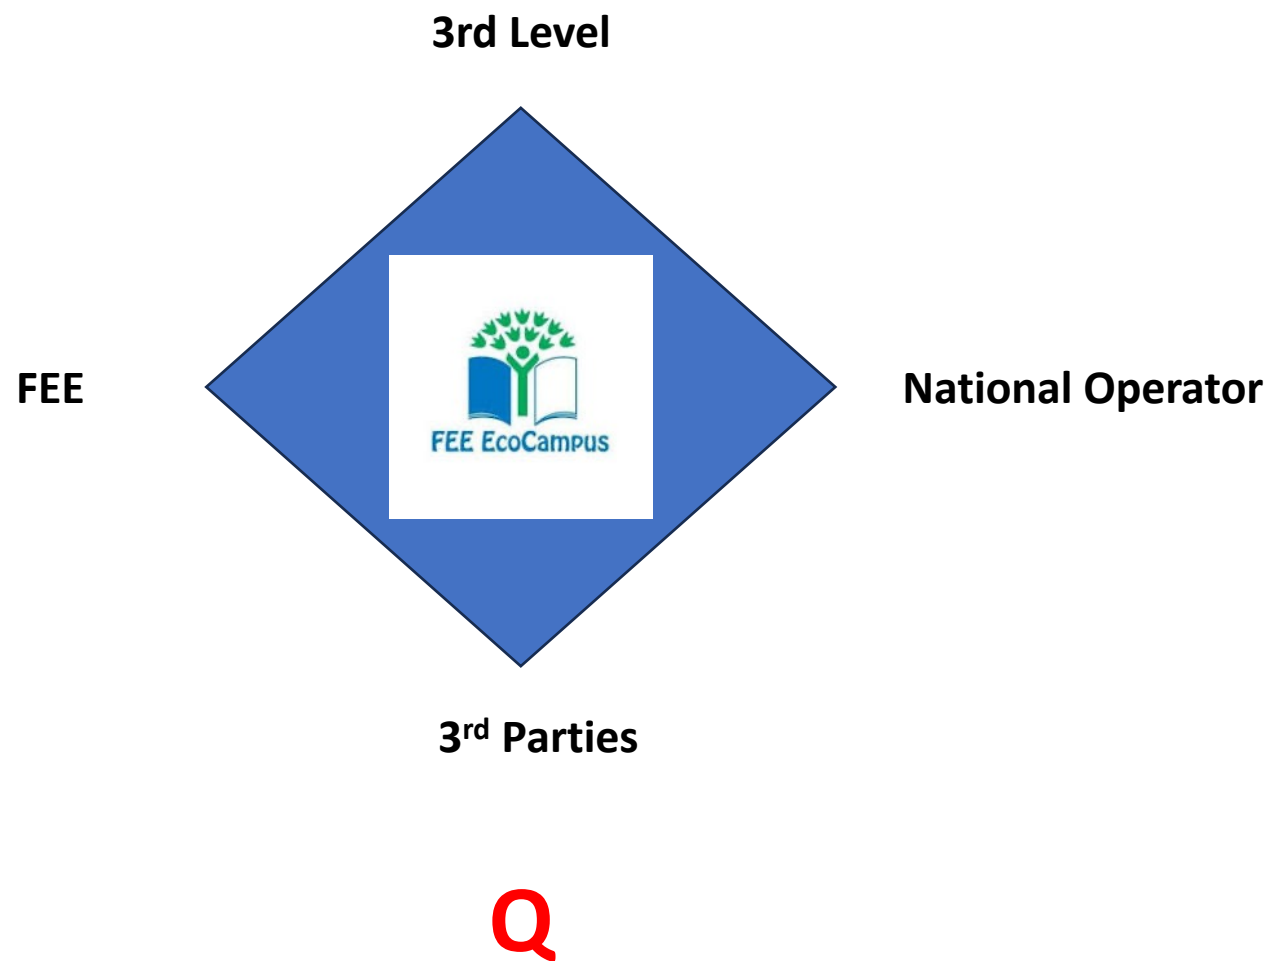 3rd Level
FEE
National Operator
FEE EcoCampus
3rd Parties
Q